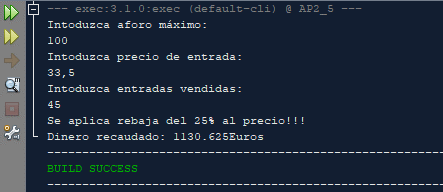 --- exec:3.1.0:exec (default-cli) @ AP2_5 ---
Intoduzca aforo máximo:
100
Intoduzca precio de entrada:
33,5
Intoduzca entradas vendidas:
45
Se aplica rebaja del 25% al precio!!!
Dinero recaudado: 1130.625Euros
------------------------------------------------------------------------
BUILD SUCCESS
------------------------------------------------------------------------